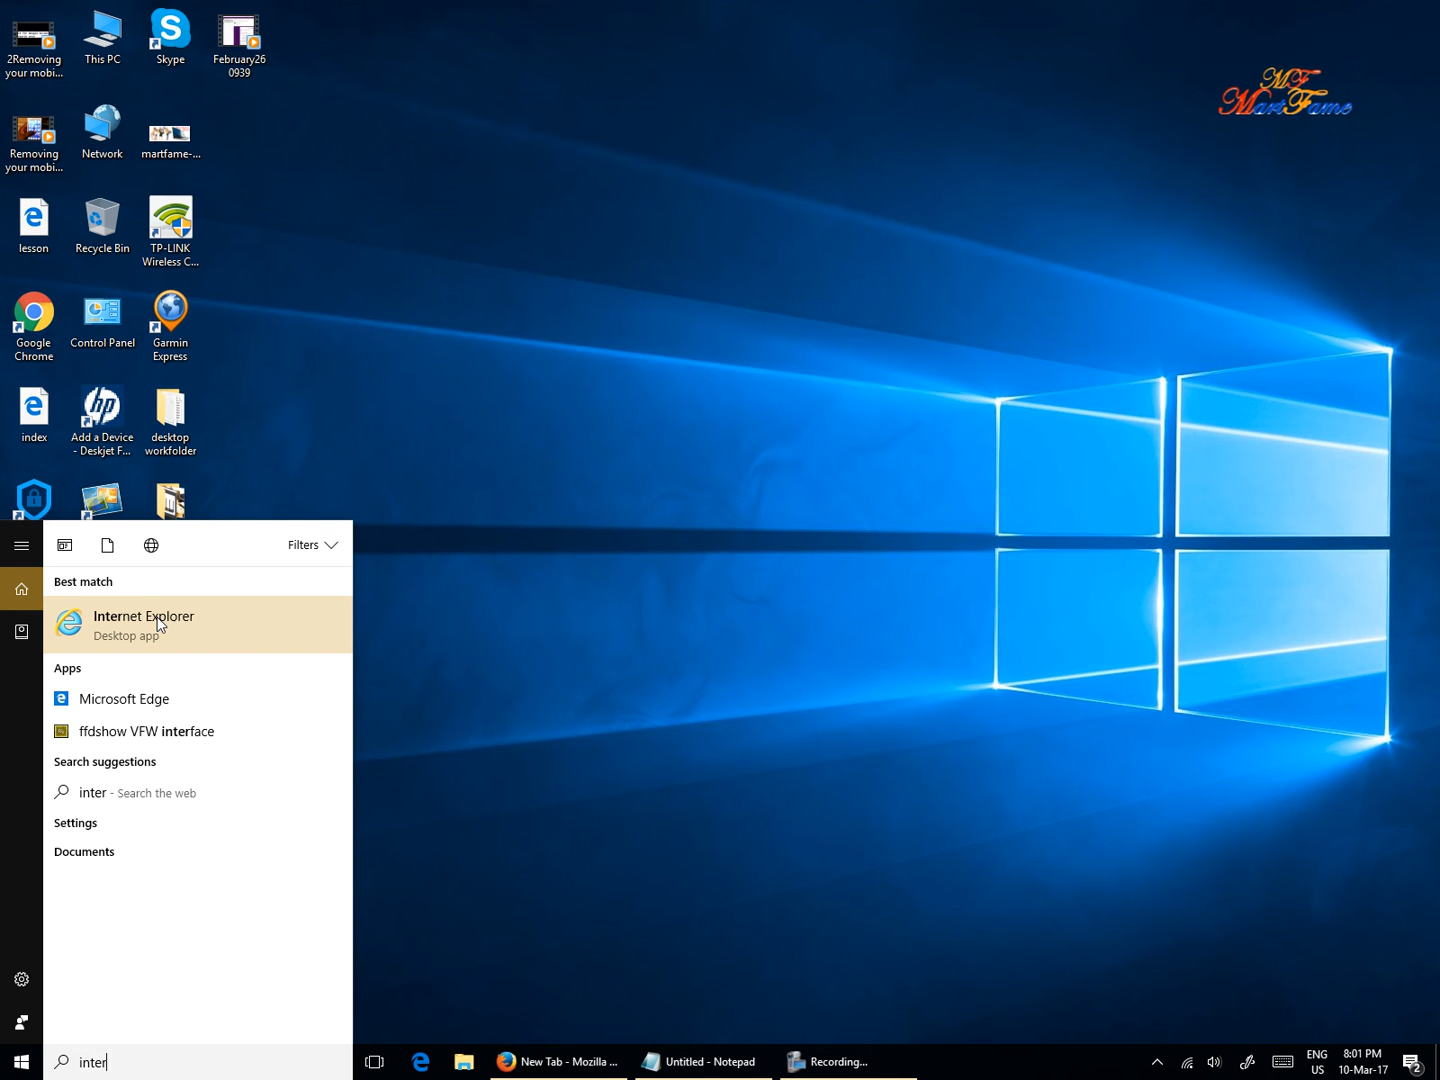 2Removing
your mobi...
This PC
Skype
February26
0939
Removing
your mobi...
Network
martfame-...
lesson
Recycle Bin
TP-LINK
Wireless C...
Google
Chrome
Control Panel
Garmin
Express
index
Add a Device
- Deskjet F...
desktop
workfolder
MF
MartFame
Filters
Best match
Internet Explorer
Desktop app
Apps
Microsoft Edge
ffdshow VFW interface
Search suggestions
inter - Search the web
Settings
Documents
inter
New Tab - Mozilla ...
Untitled - Notepad
Recording...
ENG
US
8:01 PM
10-Mar-17
2